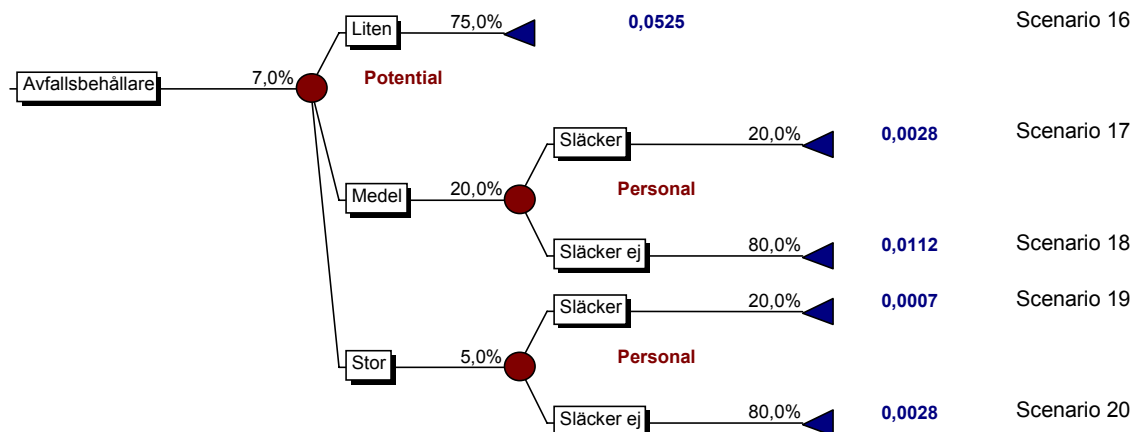 Liten 75,0% 0,0525 Scenario 16
Avfallsbehållare 7,0% Potential
Släcker 20,0% 0,0028 Scenario 17
Medel 20,0% Personal
Släcker ej 80,0% 0,0112 Scenario 18
Släcker 20,0% 0,0007 Scenario 19
Stor 5,0% Personal
Släcker ej 80,0% 0,0028 Scenario 20